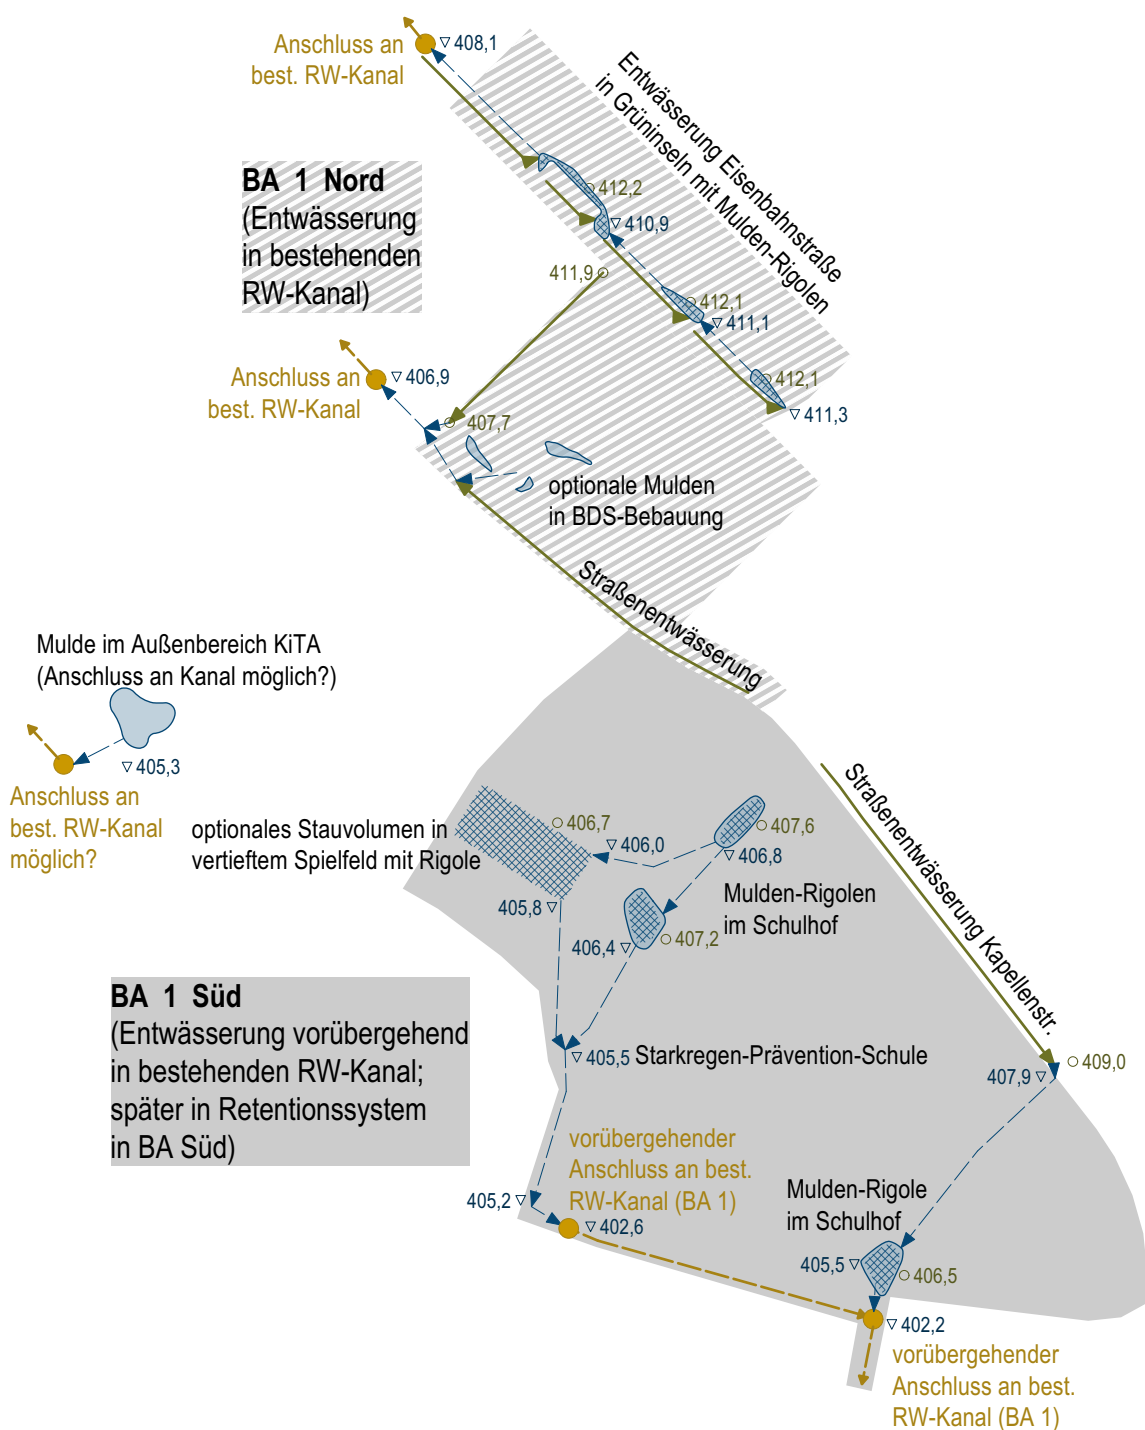 Anschluss an
best. RW-Kanal
▽ 408,1
Entwässerung Eisenbahnstraße
in Grüninseln mit Mulden-Rigolen
BA 1 Nord
(Entwässerung
in bestehenden
RW-Kanal)
○ 412,2
▽ 410,9
411,9 ○
○ 412,1
▽ 411,1
○ 412,1
▽ 411,3
Anschluss an
best. RW-Kanal
▽ 406,9
○ 407,7
optionale Mulden
in BDS-Bebauung
Straßenentwässerung
Mulde im Außenbereich KiTA
(Anschluss an Kanal möglich?)
▽ 405,3
Anschluss an
best. RW-Kanal
möglich?
optionales Stauvolumen in
vertieftem Spielfeld mit Rigole
○ 406,7
▽ 406,0
○ 407,6
▽ 406,8
Straßenentwässerung Kapellenstr.
405,8 ▽
Mulden-Rigolen
im Schulhof
406,4 ▽
○ 407,2
BA 1 Süd
(Entwässerung vorübergehend
in bestehenden RW-Kanal;
später in Retentionssystem
in BA Süd)
▽ 405,5 Starkregen-Prävention-Schule
407,9 ▽
○ 409,0
vorübergehender
Anschluss an best.
RW-Kanal (BA 1)
405,2 ▽
▽ 402,6
Mulden-Rigole
im Schulhof
405,5 ▽
○ 406,5
▽ 402,2
vorübergehender
Anschluss an best.
RW-Kanal (BA 1)